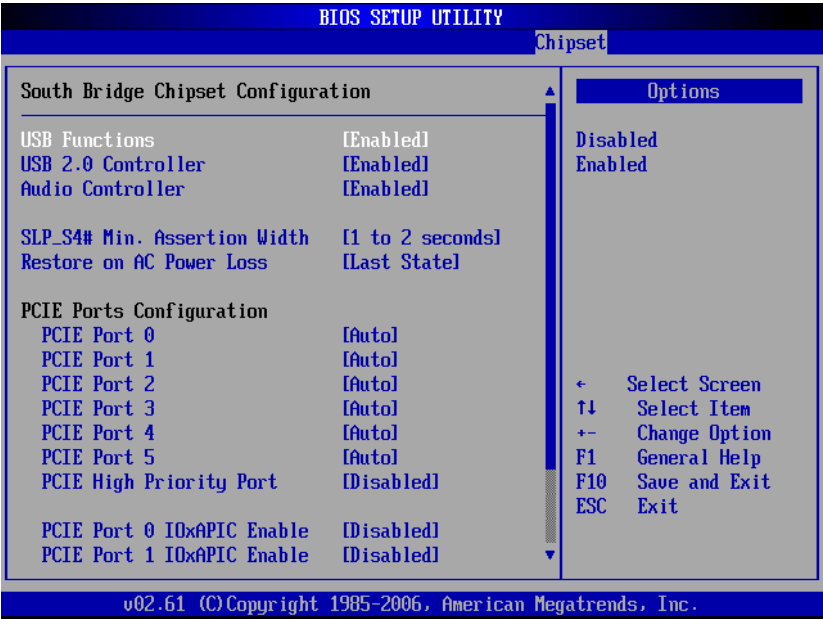 BIOS SETUP UTILITY
Chipset
South Bridge Chipset Configuration
USB Functions [Enabled]
USB 2.0 Controller [Enabled]
Audio Controller [Enabled]
SLP_S4# Min. Assertion Width [1 to 2 seconds]
Restore on AC Power Loss [Last State]
PCIE Ports Configuration
PCIE Port 0 [Auto]
PCIE Port 1 [Auto]
PCIE Port 2 [Auto]
PCIE Port 3 [Auto]
PCIE Port 4 [Auto]
PCIE Port 5 [Auto]
PCIE High Priority Port [Disabled]
PCIE Port 0 IOxAPIC Enable [Disabled]
PCIE Port 1 IOxAPIC Enable [Disabled]
Options
Disabled
Enabled
← Select Screen
↑↓ Select Item
+- Change Option
F1 General Help
F10 Save and Exit
ESC Exit
v02.61 (C)Copyright 1985-2006, American Megatrends, Inc.